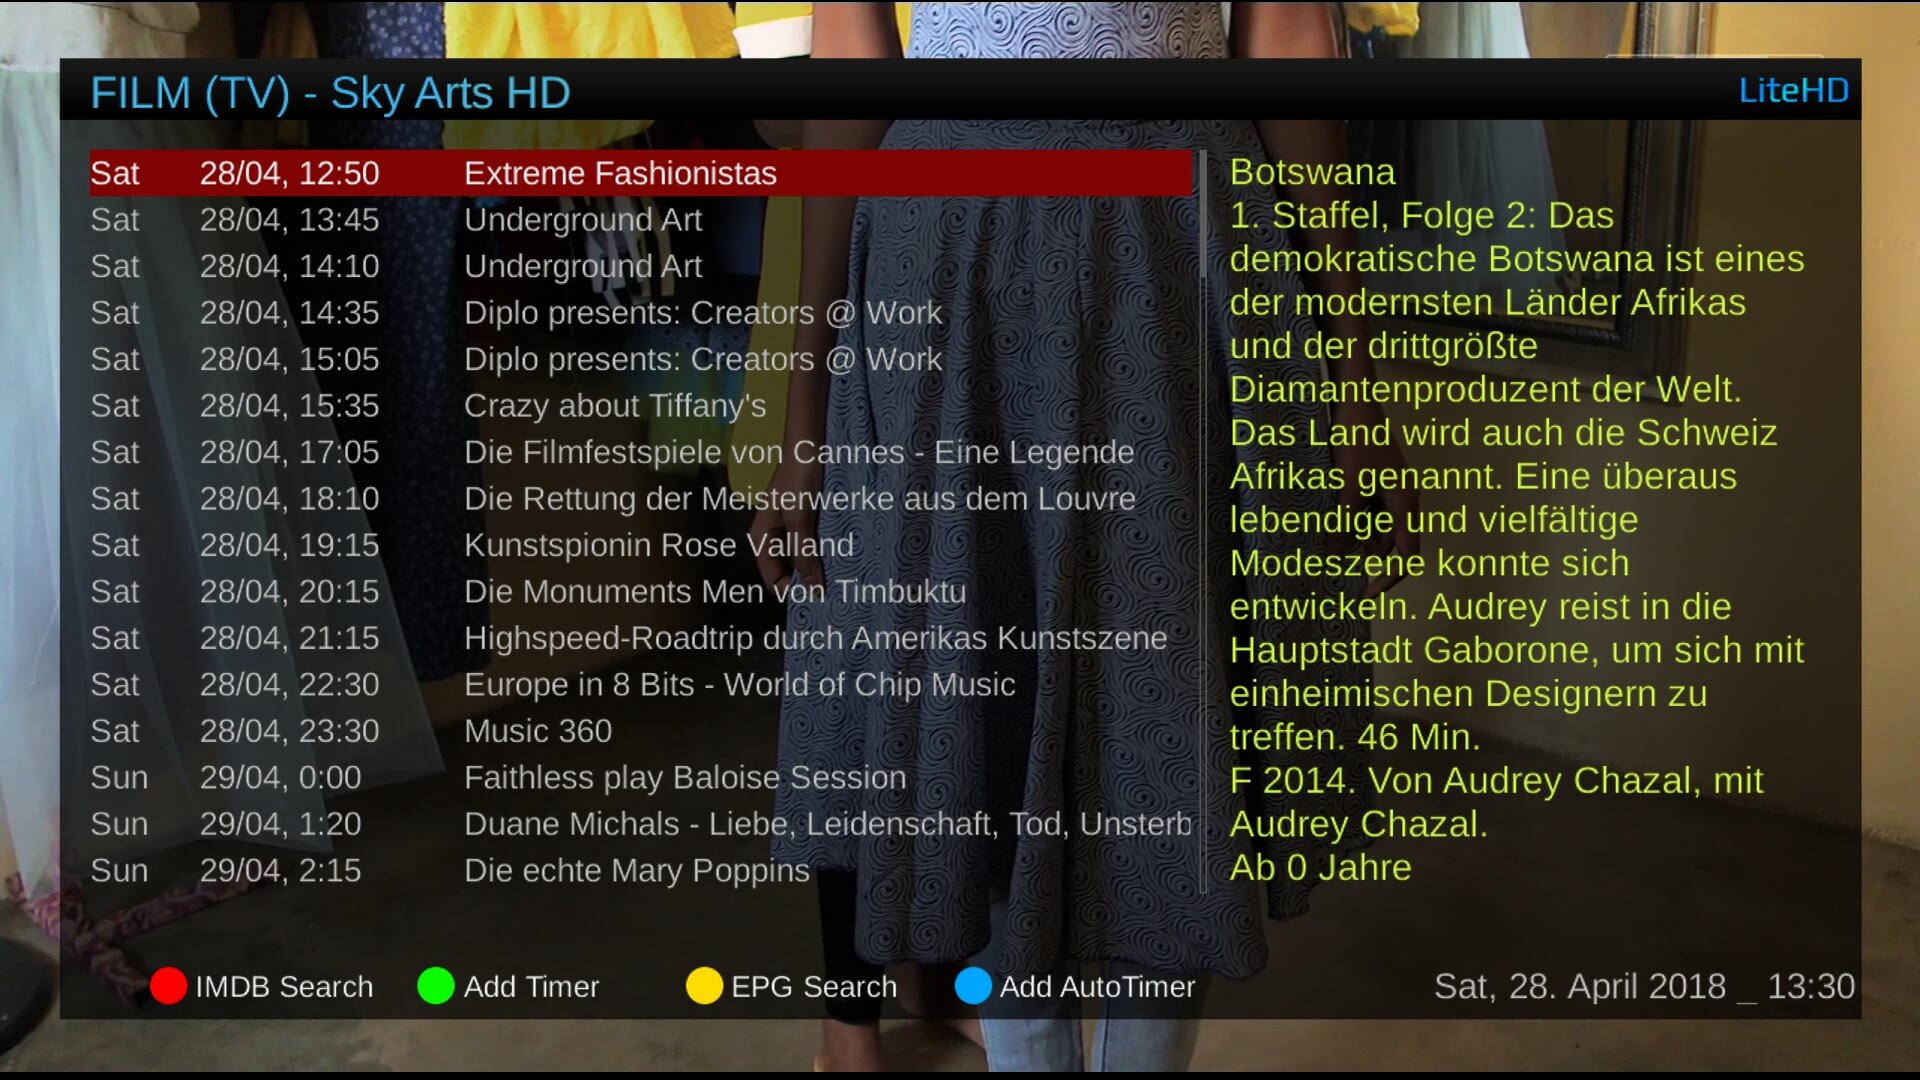 FILM (TV) - Sky Arts HD
LiteHD
Sat 28/04, 12:50 Extreme Fashionistas
Sat 28/04, 13:45 Underground Art
Sat 28/04, 14:10 Underground Art
Sat 28/04, 14:35 Diplo presents: Creators @ Work
Sat 28/04, 15:05 Diplo presents: Creators @ Work
Sat 28/04, 15:35 Crazy about Tiffany's
Sat 28/04, 17:05 Die Filmfestspiele von Cannes - Eine Legende
Sat 28/04, 18:10 Die Rettung der Meisterwerke aus dem Louvre
Sat 28/04, 19:15 Kunstspionin Rose Valland
Sat 28/04, 20:15 Die Monuments Men von Timbuktu
Sat 28/04, 21:15 Highspeed-Roadtrip durch Amerikas Kunstszene
Sat 28/04, 22:30 Europe in 8 Bits - World of Chip Music
Sat 28/04, 23:30 Music 360
Sun 29/04, 0:00 Faithless play Baloise Session
Sun 29/04, 1:20 Duane Michals - Liebe, Leidenschaft, Tod, Unsterb
Sun 29/04, 2:15 Die echte Mary Poppins
Botswana
1. Staffel, Folge 2: Das
demokratische Botswana ist eines
der modernsten Länder Afrikas
und der drittgrößte
Diamantenproduzent der Welt.
Das Land wird auch die Schweiz
Afrikas genannt. Eine überaus
lebendige und vielfältige
Modeszene konnte sich
entwickeln. Audrey reist in die
Hauptstadt Gaborone, um sich mit
einheimischen Designern zu
treffen. 46 Min.
F 2014. Von Audrey Chazal, mit
Audrey Chazal.
Ab 0 Jahre
IMDB Search
Add Timer
EPG Search
Add AutoTimer
Sat, 28. April 2018 _ 13:30